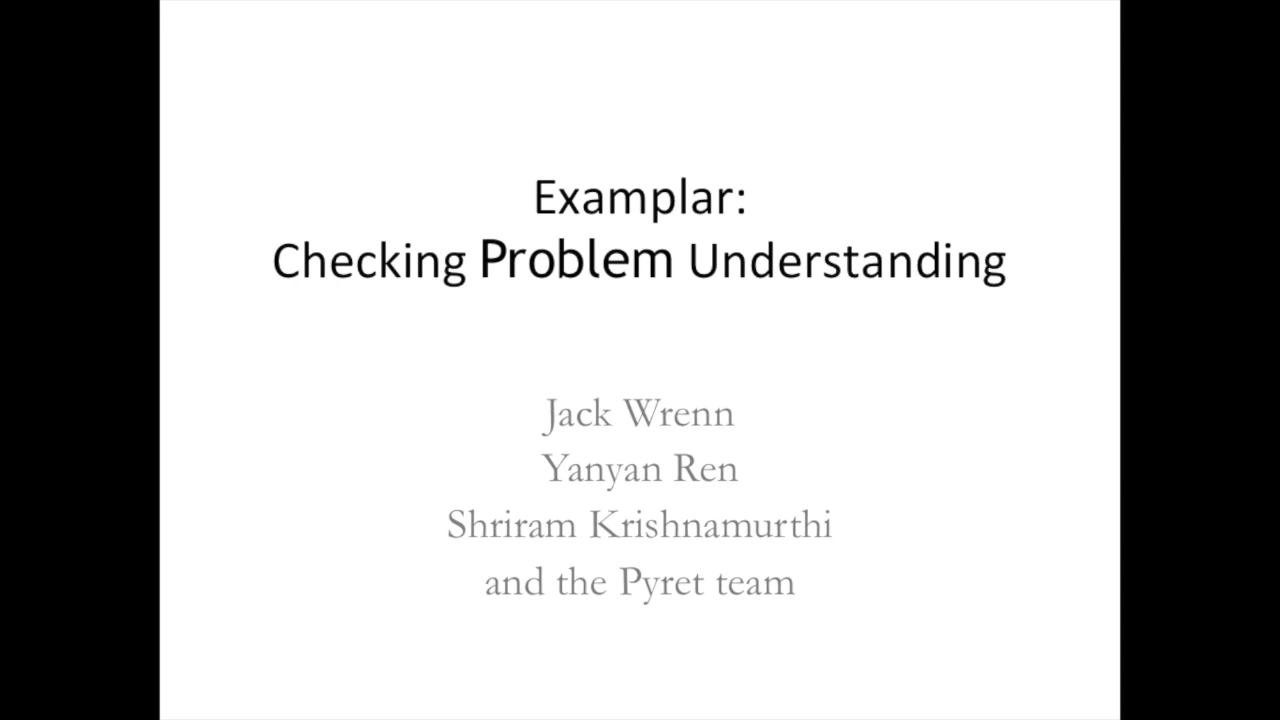 Examplar:
Checking Problem Understanding
Jack Wrenn
Yanyan Ren
Shriram Krishnamurthi
and the Pyret team